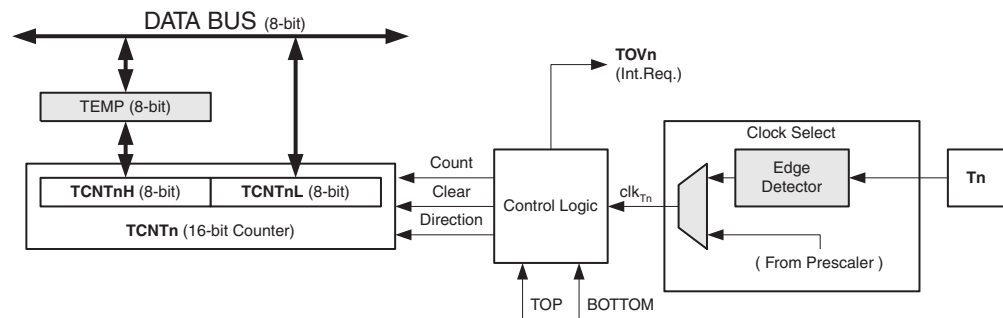 DATA BUS (8-bit)
TOVn
(Int.Req.)
TEMP (8-bit)
Clock Select
Count
Edge
Detector
Tn
TCNTnH (8-bit) TCNTnL (8-bit)
Clear
Control Logic
clkTn
TCNTn (16-bit Counter)
Direction
( From Prescaler )
TOP
BOTTOM